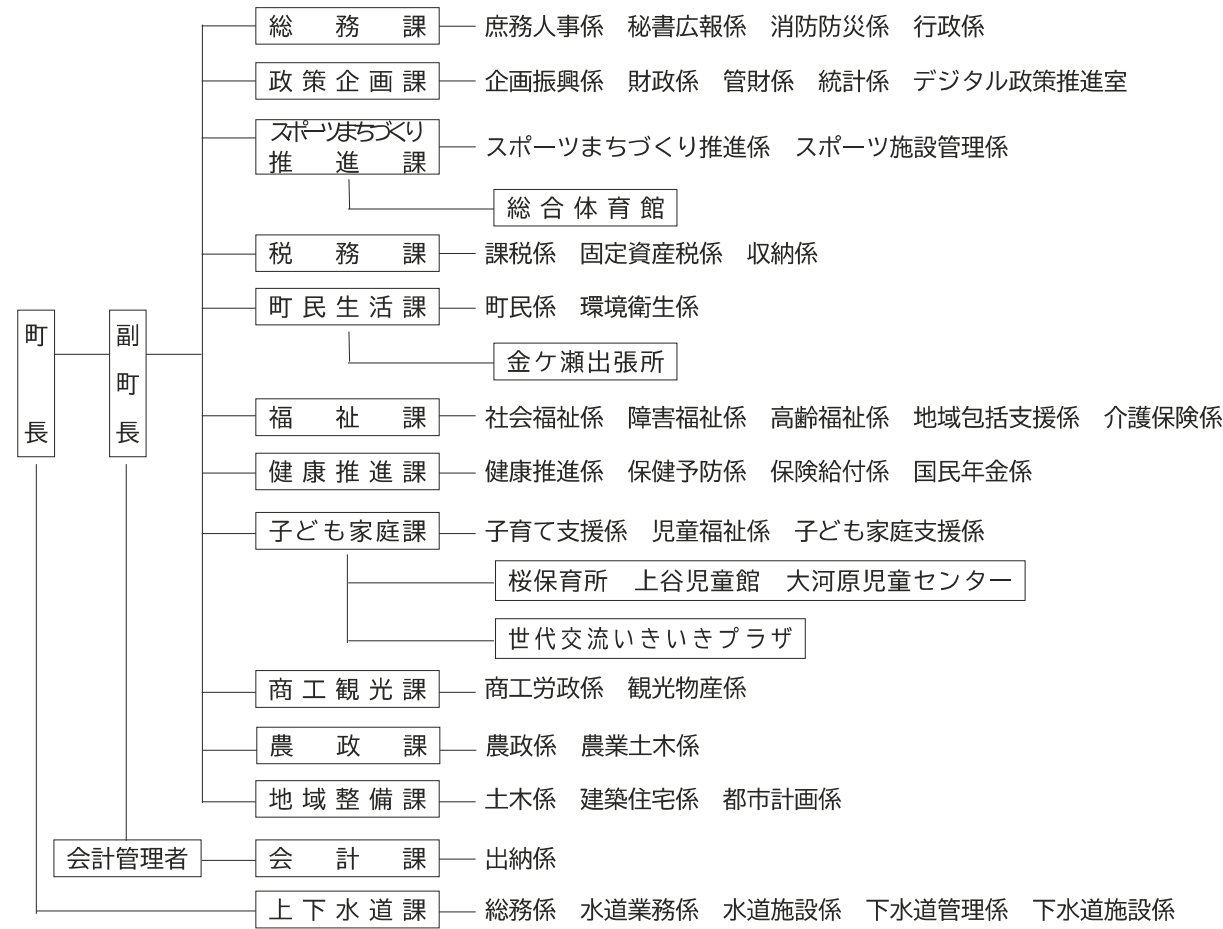 総務課 庶務人事係 秘書広報係 消防防災係 行政係
政策企画課 企画振興係 財政係 管財係 統計係 デジタル政策推進室
スポーツまちづくり
推進課
スポーツまちづくり推進係 スポーツ施設管理係
総合体育館
税務課 課税係 固定資産税係 収納係
町民生活課 町民係 環境衛生係
町長
副町長
金ケ瀬出張所
福祉課 社会福祉係 障害福祉係 高齢福祉係 地域包括支援係 介護保険係
健康推進課 健康推進係 保健予防係 保険給付係 国民年金係
子ども家庭課 子育て支援係 児童福祉係 子ども家庭支援係
桜保育所 上谷児童館 大河原児童センター
世代交流いきいきプラザ
商工観光課 商工労政係 観光物産係
農政課 農政係 農業土木係
地域整備課 土木係 建築住宅係 都市計画係
会計管理者 会計課 出納係
上下水道課 総務係 水道業務係 水道施設係 下水道管理係 下水道施設係